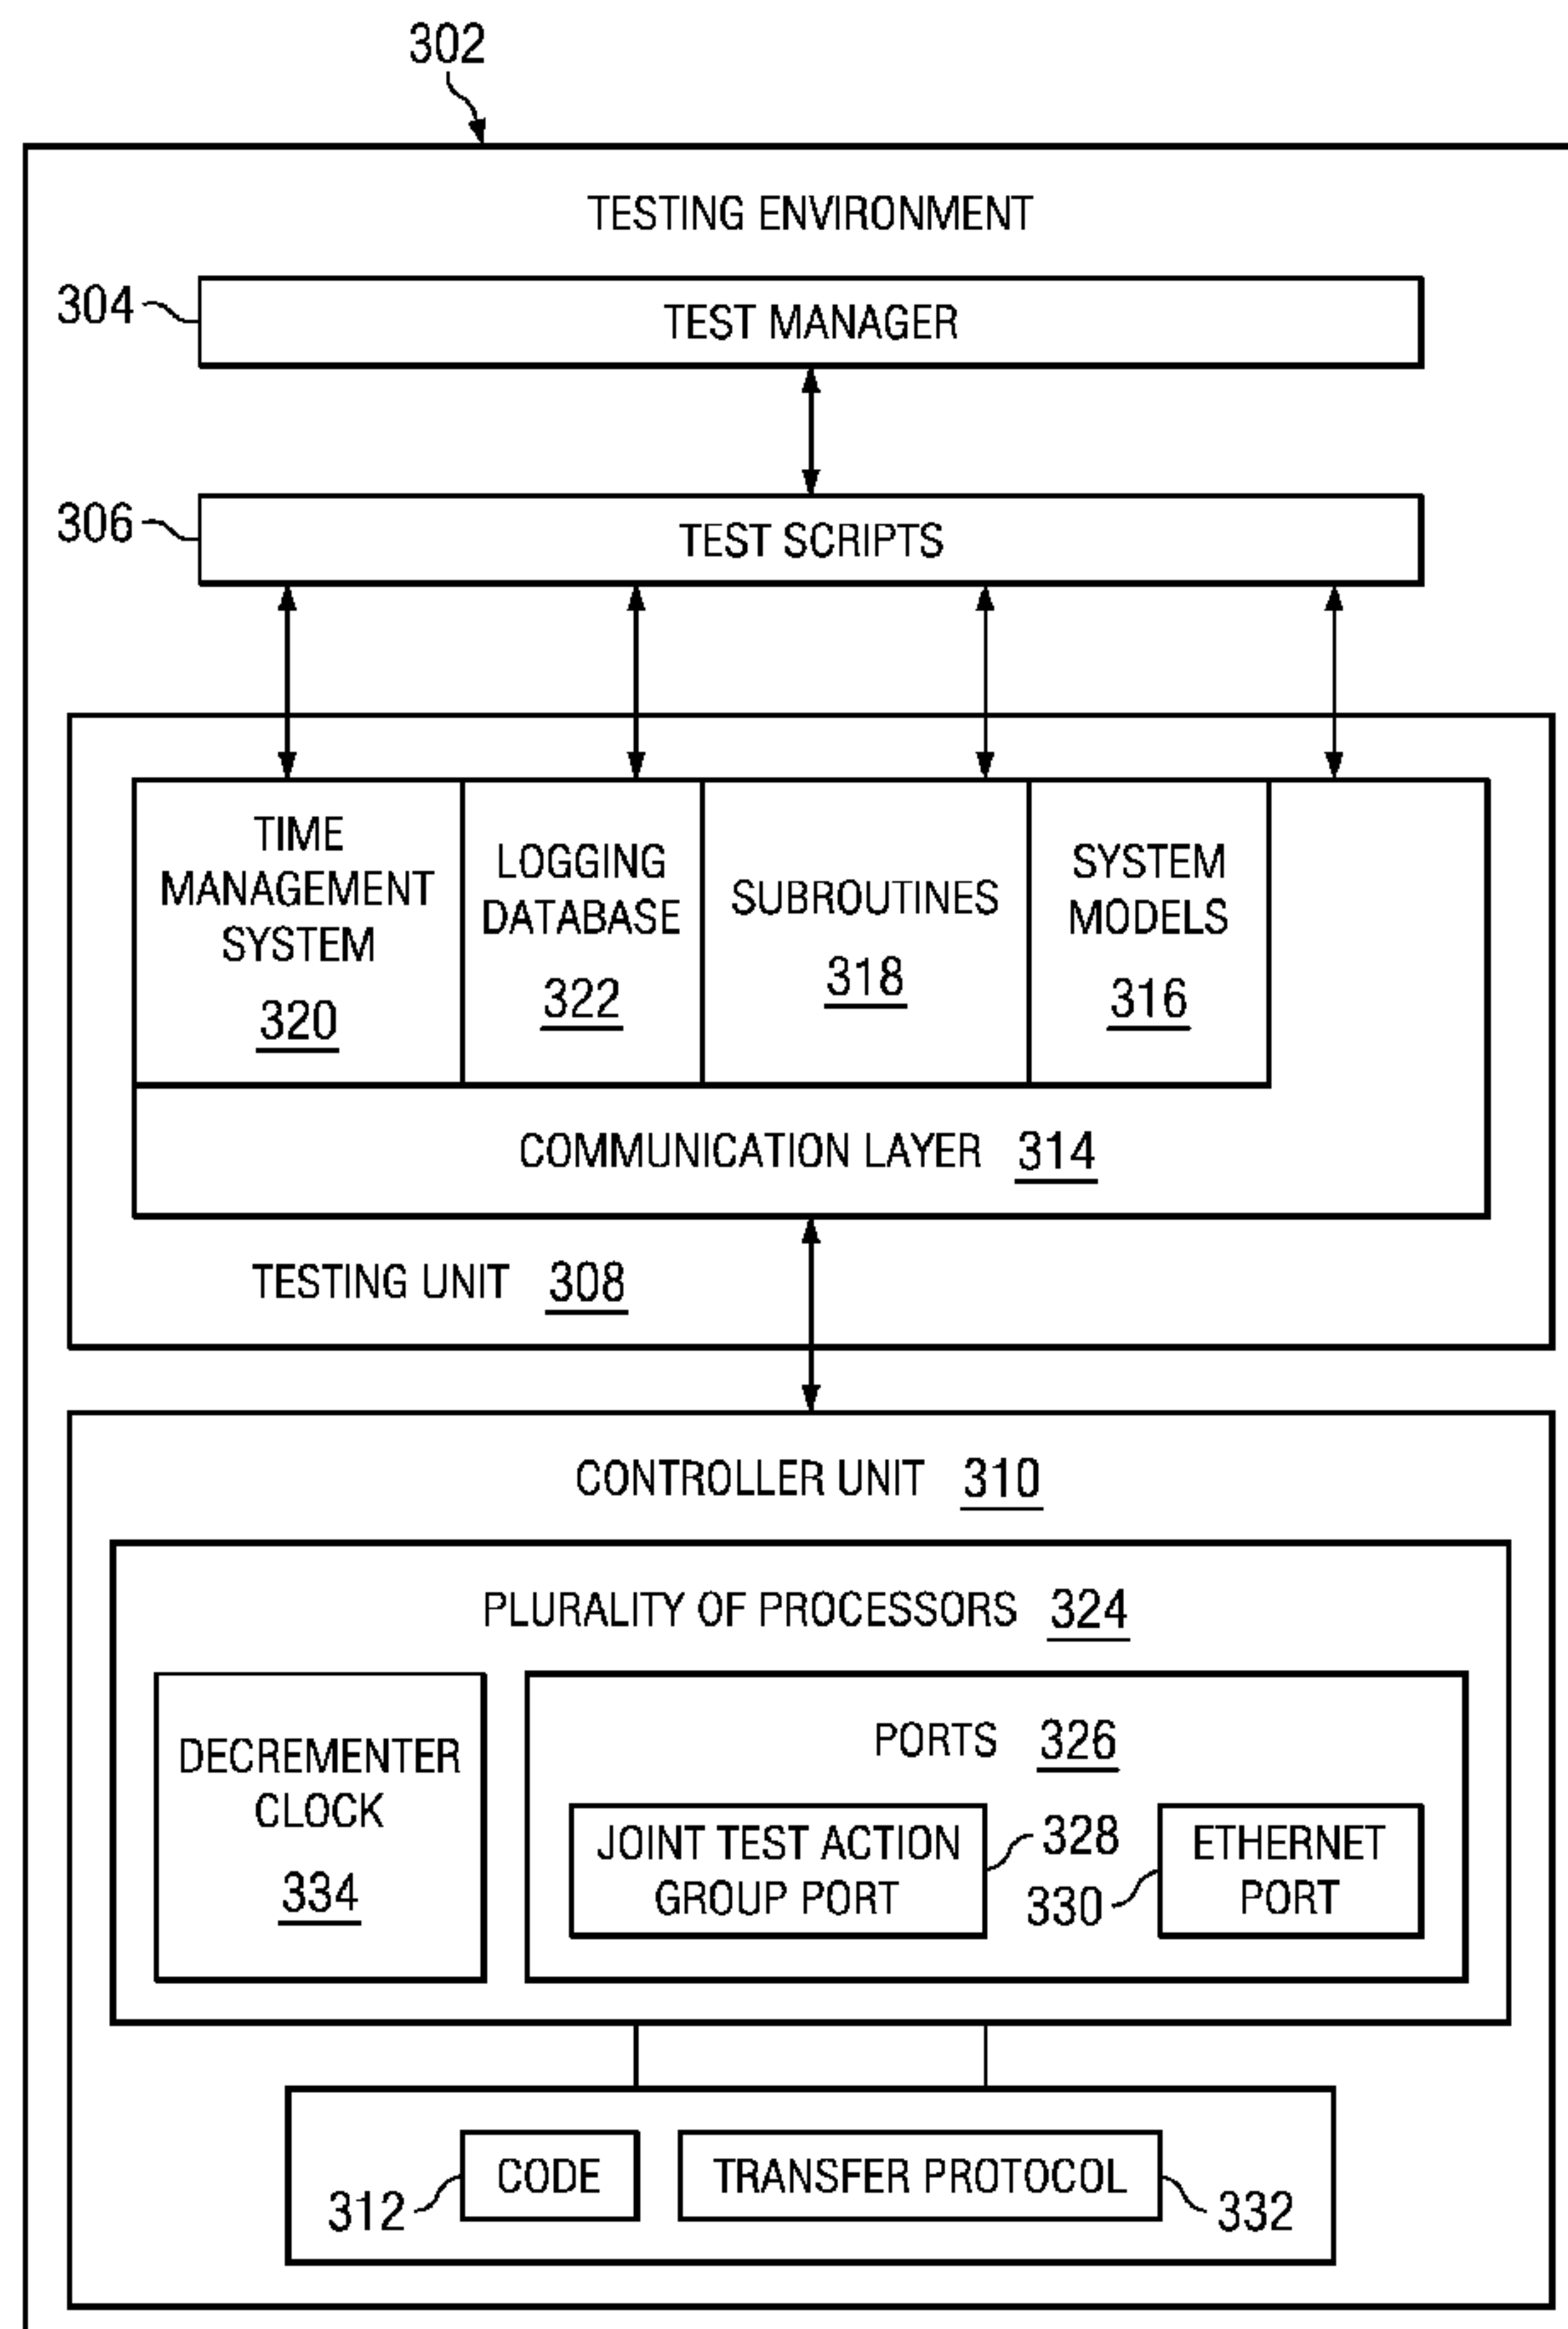 302
TESTING ENVIRONMENT
304
TEST MANAGER
306
TEST SCRIPTS
TIME
MANAGEMENT
SYSTEM
320
LOGGING
DATABASE
322
SUBROUTINES
318
SYSTEM
MODELS
316
COMMUNICATION LAYER 314
TESTING UNIT 308
CONTROLLER UNIT 310
PLURALITY OF PROCESSORS 324
DECREMENTER
CLOCK
334
PORTS 326
JOINT TEST ACTION
GROUP PORT
328
330
ETHERNET
PORT
312
CODE
TRANSFER PROTOCOL
332